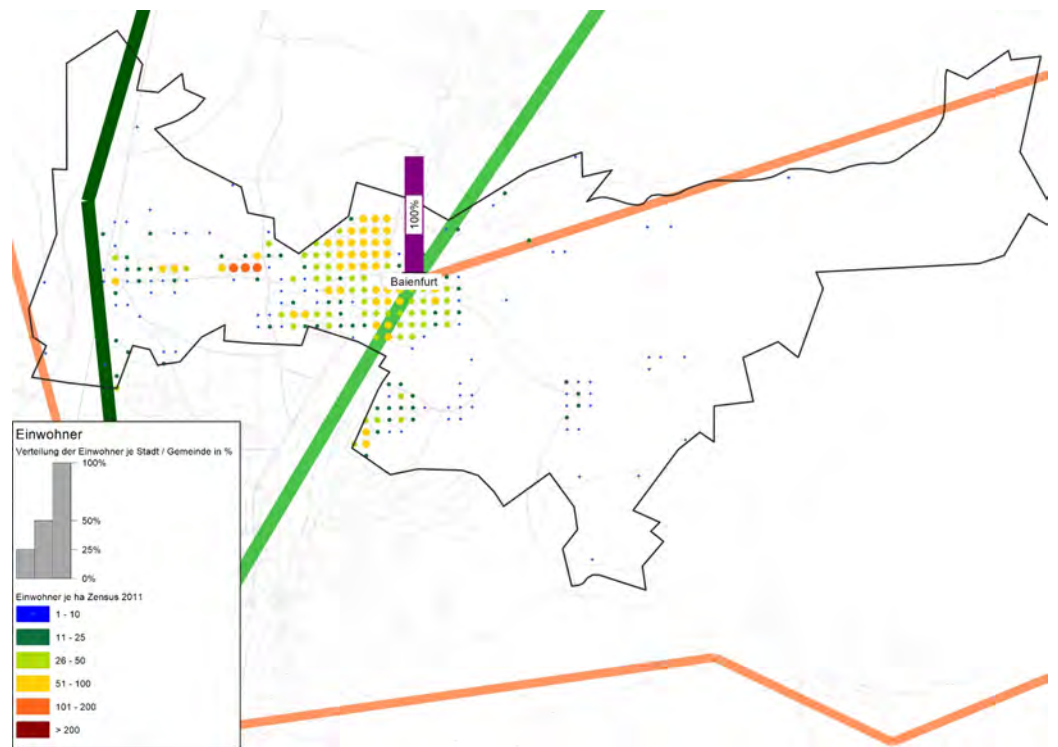 100%
Baienfurt
Einwohner
Verteilung der Einwohner je Stadt / Gemeinde in %
100%
50%
25%
0%
Einwohner je ha Zensus 2011
1 - 10
11 - 25
26 - 50
51 - 100
101 - 200
> 200